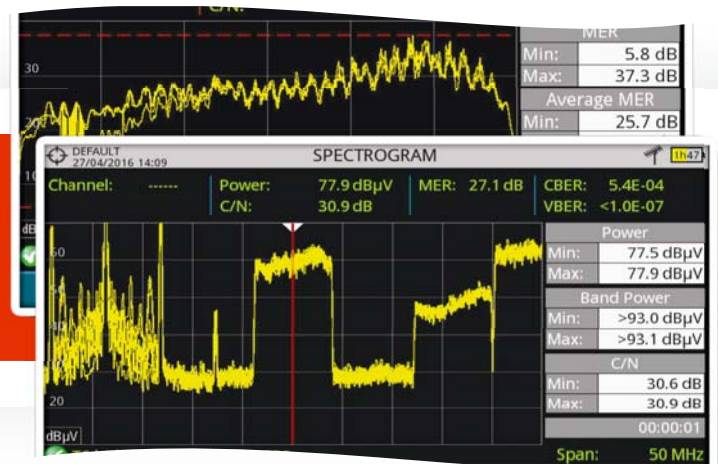 C/N:
MER
Min: 5.8 dB
Max: 37.3 dB
30
Average MER
Min: 25.7 dB
20
10
DEFAULT
27/04/2016 14:09
SPECTROGRAM
1h47
Channel: ------
Power: 77.9 dBµV
MER: 27.1 dB
CBER: 5.4E-04
C/N: 30.9 dB
VBER: <1.0E-07
Power
60
Min: 77.5 dBµV
Max: 77.9 dBµV
Band Power
Min: >93.0 dBµV
Max: >93.1 dBµV
C/N
Min: 30.6 dB
20
Max: 30.9 dB
00:00:01
dBµV
Span: 50 MHz